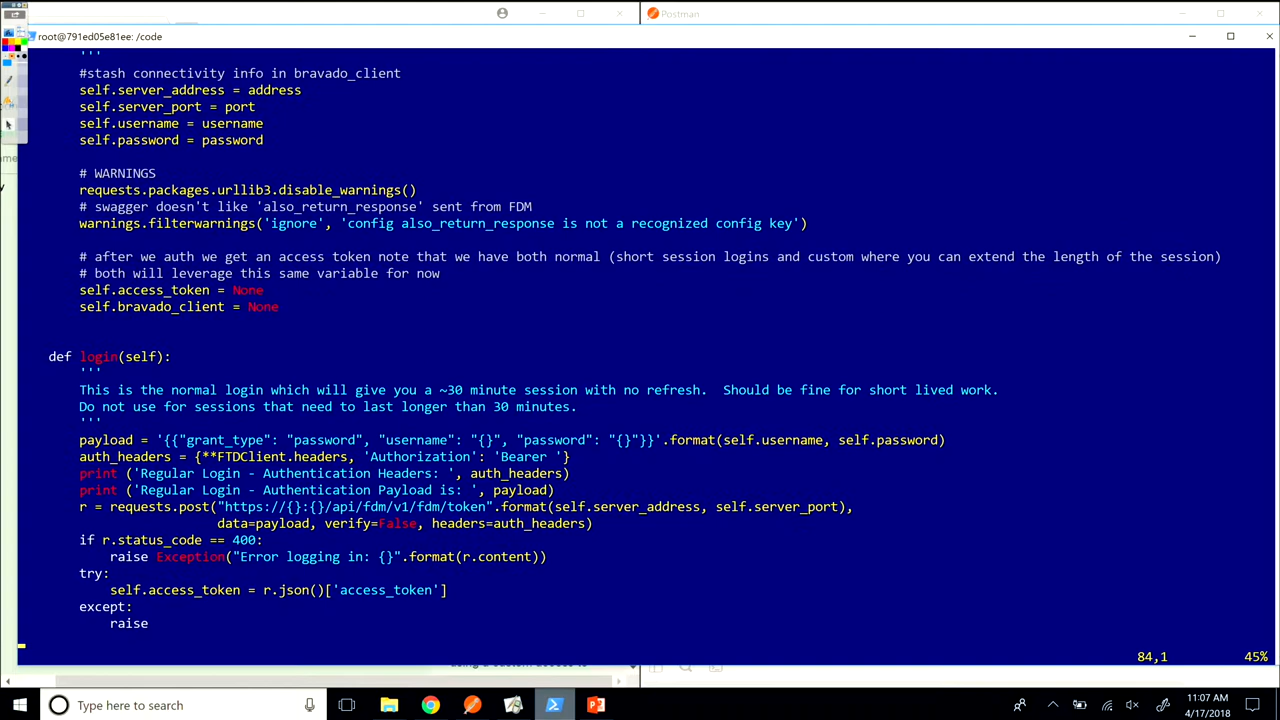 Postman
root@791ed05e81ee: /code
'''
#stash connectivity info in bravado_client
self.server_address = address
self.server_port = port
self.username = username
self.password = password
# WARNINGS
requests.packages.urllib3.disable_warnings()
# swagger doesn't like 'also_return_response' sent from FDM
warnings.filterwarnings('ignore', 'config also_return_response is not a recognized config key')
# after we auth we get an access token note that we have both normal (short session logins and custom where you can extend the length of the session)
# both will leverage this same variable for now
self.access_token = None
self.bravado_client = None
def login(self):
'''
This is the normal login which will give you a ~30 minute session with no refresh.  Should be fine for short lived work.
Do not use for sessions that need to last longer than 30 minutes.
'''
payload = '{{"grant_type": "password", "username": "{}", "password": "{}"}}'.format(self.username, self.password)
auth_headers = {**FTDClient.headers, 'Authorization': 'Bearer '}
print ('Regular Login - Authentication Headers: ', auth_headers)
print ('Regular Login - Authentication Payload is: ', payload)
r = requests.post("https://{}:{}/api/fdm/v1/fdm/token".format(self.server_address, self.server_port),
data=payload, verify=False, headers=auth_headers)
if r.status_code == 400:
raise Exception("Error logging in: {}".format(r.content))
try:
self.access_token = r.json()['access_token']
except:
raise
84,1 45%
Type here to search
11:07 AM
4/17/2018